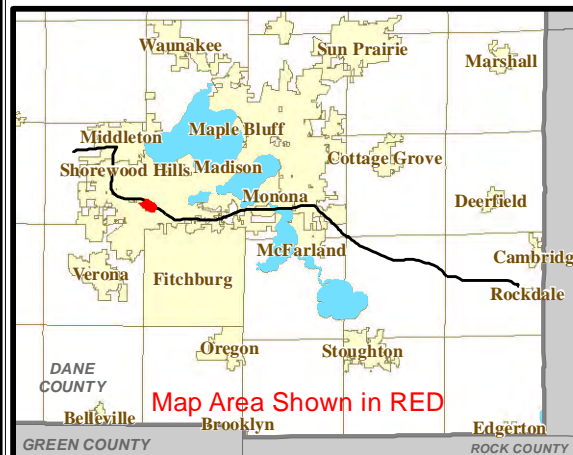 Waunakee
Sun Prairie
Marshall
Middleton
Maple Bluff
Shorewood Hills
Madison
Cottage Grove
Monona
Deerfield
McFarland
Cambridg
Verona
Fitchburg
Rockdale
Oregon
Stoughton
DANE
COUNTY
Map Area Shown in RED
Belleville
Brooklyn
Edgerton
GREEN COUNTY
ROCK COUNTY